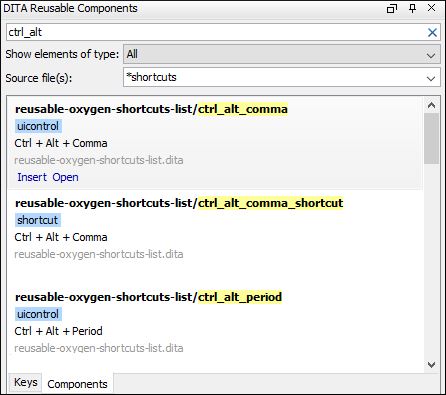 DITA Reusable Components
ctrl_alt
Show elements of type: All
Source file(s): *shortcuts
reusable-oxygen-shortcuts-list/ctrl_alt_comma
uicontrol
Ctrl + Alt + Comma
reusable-oxygen-shortcuts-list.dita
Insert Open
reusable-oxygen-shortcuts-list/ctrl_alt_comma_shortcut
shortcut
Ctrl + Alt + Comma
reusable-oxygen-shortcuts-list.dita
reusable-oxygen-shortcuts-list/ctrl_alt_period
uicontrol
Ctrl + Alt + Period
reusable-oxygen-shortcuts-list.dita
Keys Components